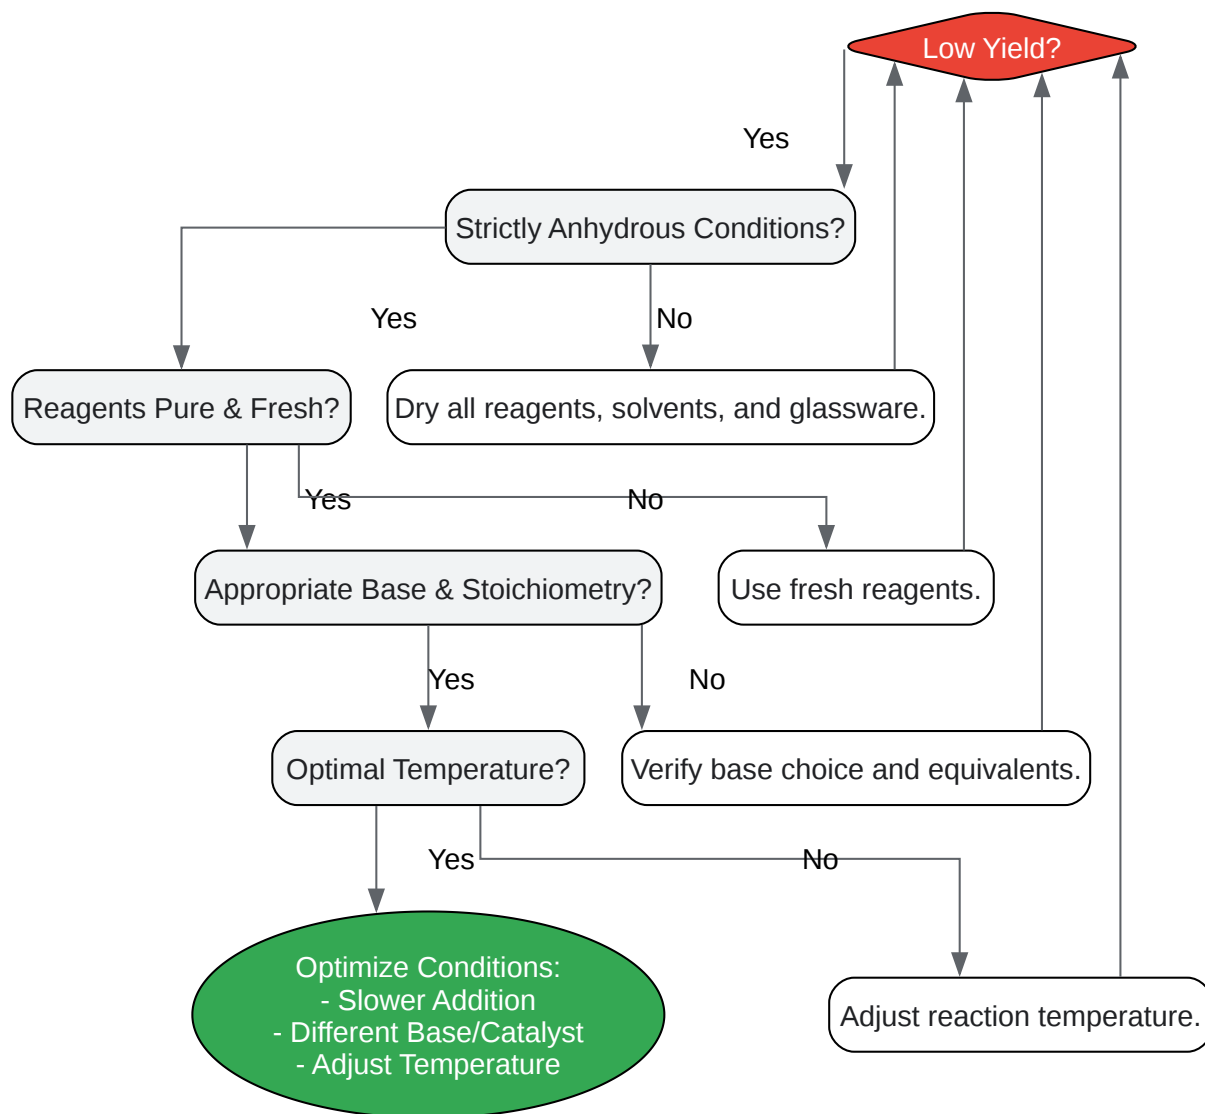 Low Yield?
Yes
Strictly Anhydrous Conditions?
Yes
No
Reagents Pure & Fresh?
Dry all reagents, solvents, and glassware.
Yes
No
Appropriate Base & Stoichiometry?
Use fresh reagents.
Yes
No
Optimal Temperature?
Verify base choice and equivalents.
Yes
No
Optimize Conditions:
- Slower Addition
- Different Base/Catalyst
- Adjust Temperature
Adjust reaction temperature.